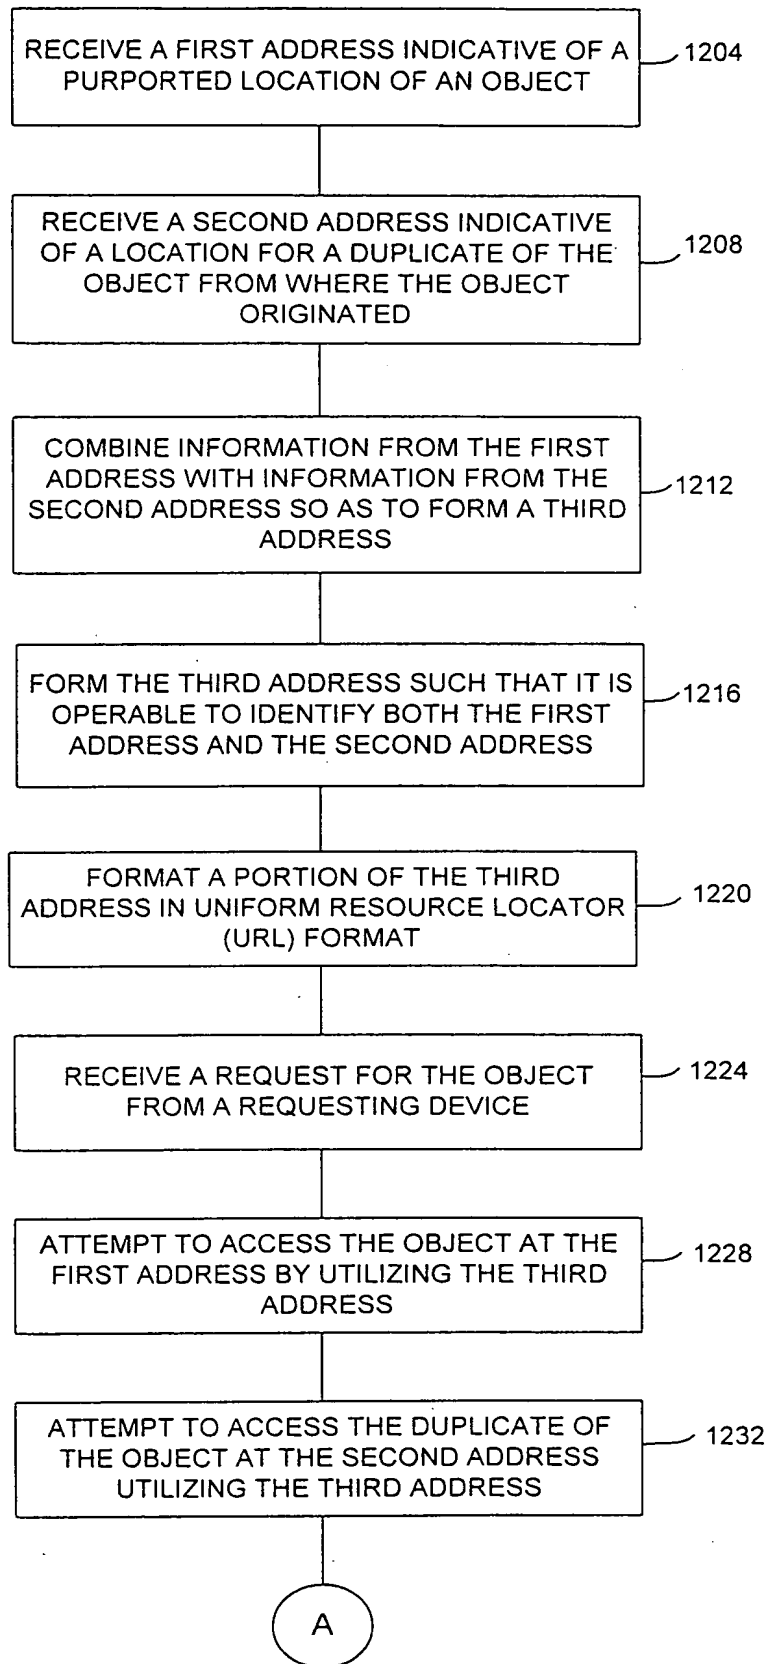 RECEIVE A FIRST ADDRESS INDICATIVE OF A
PURPORTED LOCATION OF AN OBJECT
1204
RECEIVE A SECOND ADDRESS INDICATIVE
OF A LOCATION FOR A DUPLICATE OF THE
OBJECT FROM WHERE THE OBJECT
ORIGINATED
1208
COMBINE INFORMATION FROM THE FIRST
ADDRESS WITH INFORMATION FROM THE
SECOND ADDRESS SO AS TO FORM A THIRD
ADDRESS
1212
FORM THE THIRD ADDRESS SUCH THAT IT IS
OPERABLE TO IDENTIFY BOTH THE FIRST
ADDRESS AND THE SECOND ADDRESS
1216
FORMAT A PORTION OF THE THIRD
ADDRESS IN UNIFORM RESOURCE LOCATOR
(URL) FORMAT
1220
RECEIVE A REQUEST FOR THE OBJECT
FROM A REQUESTING DEVICE
1224
ATTEMPT TO ACCESS THE OBJECT AT THE
FIRST ADDRESS BY UTILIZING THE THIRD
ADDRESS
1228
ATTEMPT TO ACCESS THE DUPLICATE OF
THE OBJECT AT THE SECOND ADDRESS
UTILIZING THE THIRD ADDRESS
1232
A